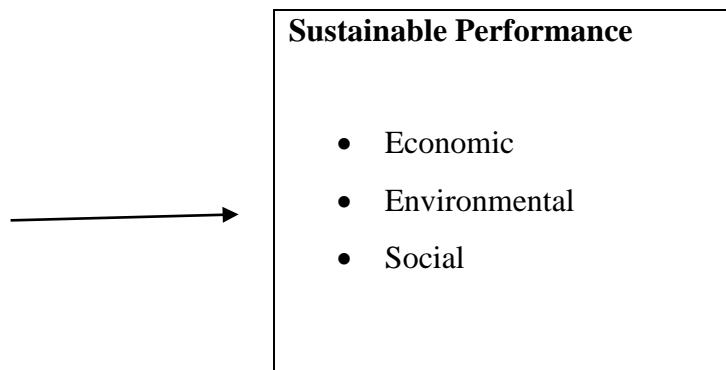 Sustainable Performance
• Economic
• Environmental
• Social